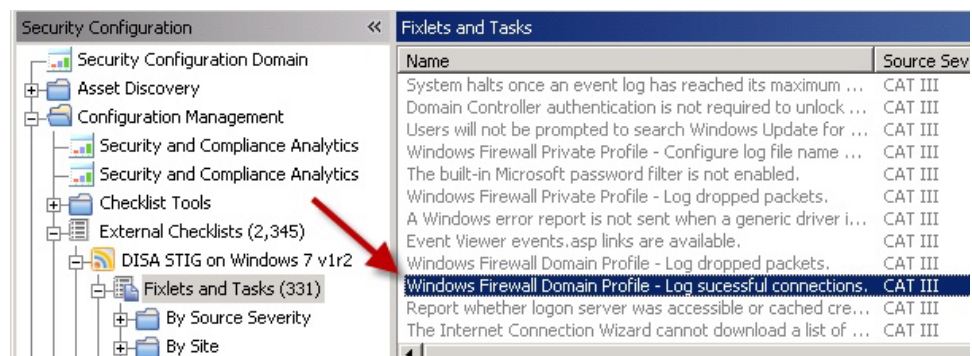 Security Configuration «
Security Configuration Domain
Asset Discovery
Configuration Management
Security and Compliance Analytics
Security and Compliance Analytics
Checklist Tools
External Checklists (2,345)
DISA STIG on Windows 7 v1r2
Fixlets and Tasks (331)
By Source Severity
By Site
Fixlets and Tasks
Name Source Sev
System halts once an event log has reached its maximum ... CAT III
Domain Controller authentication is not required to unlock ... CAT III
Users will not be prompted to search Windows Update for ... CAT III
Windows Firewall Private Profile - Configure log file name ... CAT III
The built-in Microsoft password filter is not enabled. CAT III
Windows Firewall Private Profile - Log dropped packets. CAT III
A Windows error report is not sent when a generic driver i... CAT III
Event Viewer events.asp links are available. CAT III
Windows Firewall Domain Profile - Log dropped packets. CAT III
Windows Firewall Domain Profile - Log sucessful connections. CAT III
Report whether logon server was accessible or cached cre... CAT III
The Internet Connection Wizard cannot download a list of ... CAT III